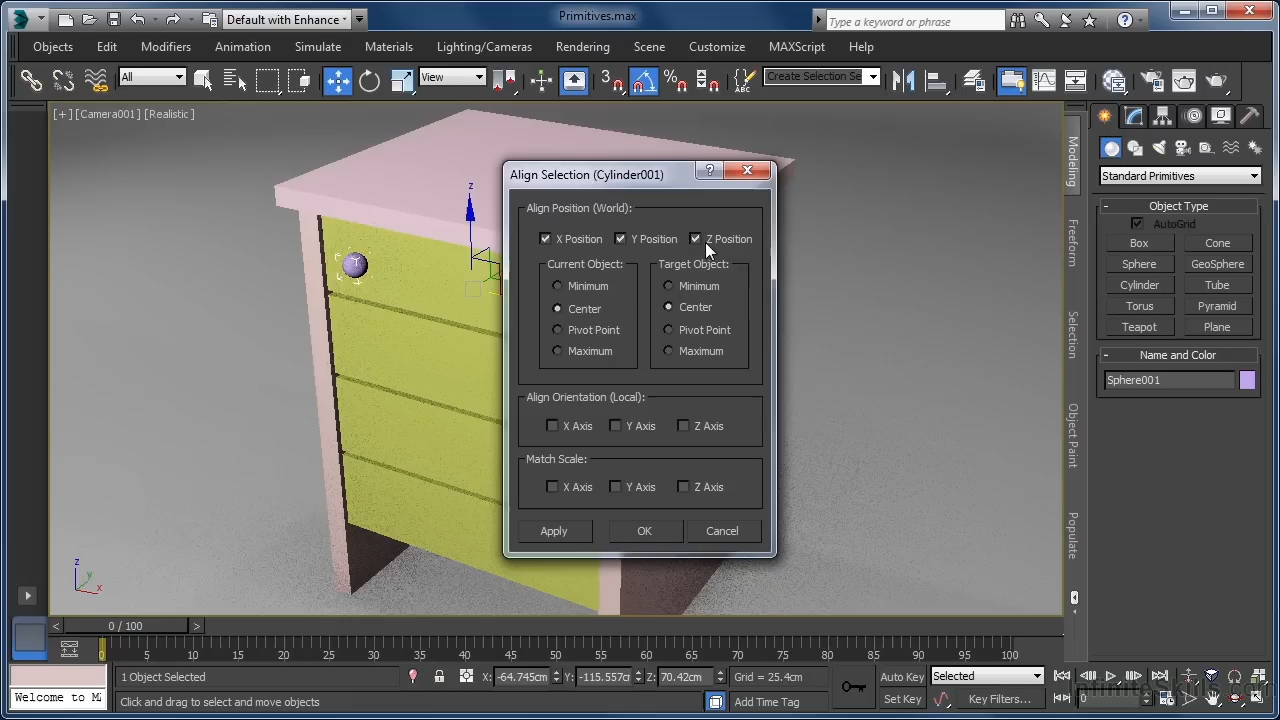 Default with Enhance
Primitives.max
Type a keyword or phrase
Objects Edit Modifiers Animation Simulate Materials Lighting/Cameras Rendering Scene Customize MAXScript Help
All
View
3
%
ABC
Create Selection Se
[+] [Camera001] [Realistic]
z
Align Selection (Cylinder001)
Align Position (World):
X Position Y Position Z Position
Current Object: Target Object:
Minimum Minimum
Center Center
Pivot Point Pivot Point
Maximum Maximum
Align Orientation (Local):
X Axis Y Axis Z Axis
Match Scale:
X Axis Y Axis Z Axis
Apply OK Cancel
z
y
x
Modeling
Freeform
Selection
Object Paint
Populate
Standard Primitives
- Object Type
AutoGrid
Box Cone
Sphere GeoSphere
Cylinder Tube
Torus Pyramid
Teapot Plane
- Name and Color
Sphere001
< 0 / 100 >
0 5 10 15 20 25 30 35 40 45 50 55 60 65 70 75 80 85 90 95 100
1 Object Selected
X: -64.745cm Y: -115.557cm Z: 70.42cm Grid = 25.4cm
Auto Key Selected
Welcome to MA
Click and drag to select and move objects
Add Time Tag
Set Key Key Filters...
0